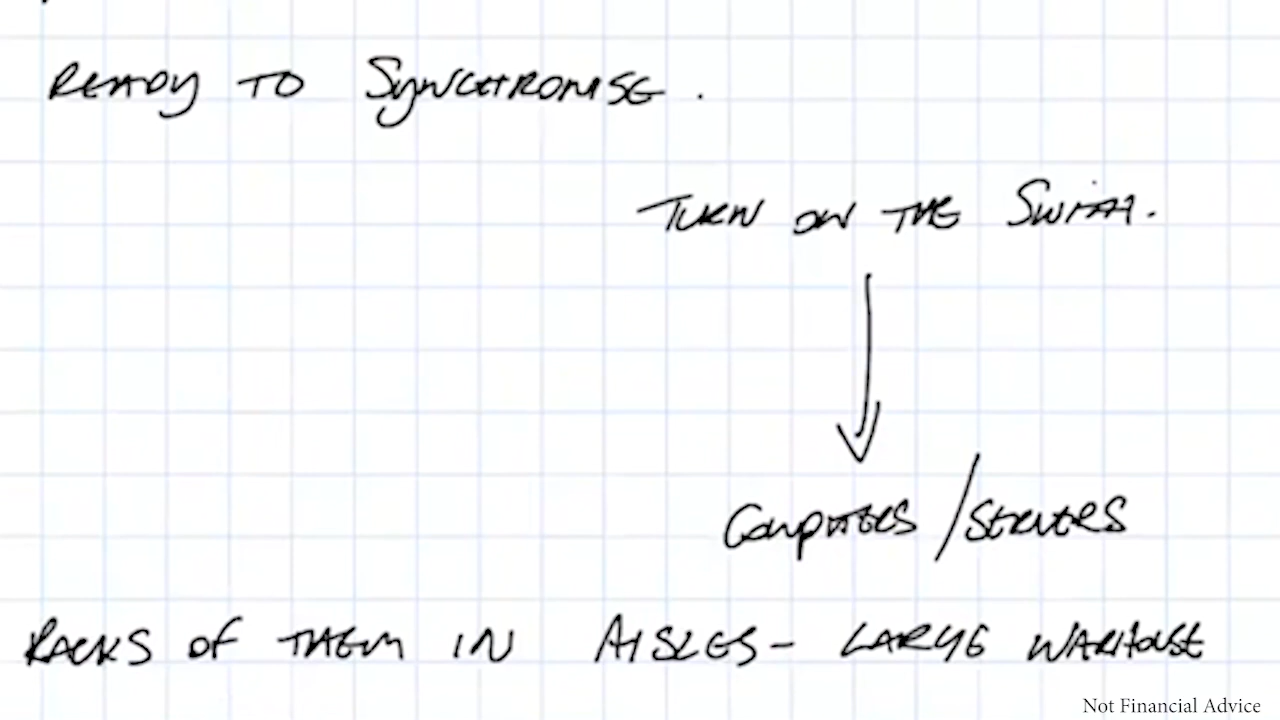 READY TO SYNCHRONISE.
TURN ON THE SWITCH.
COMPUTERS / SERVERS
RACKS OF THEM IN AISLES - LARGE WAREHOUSE
Not Financial Advice